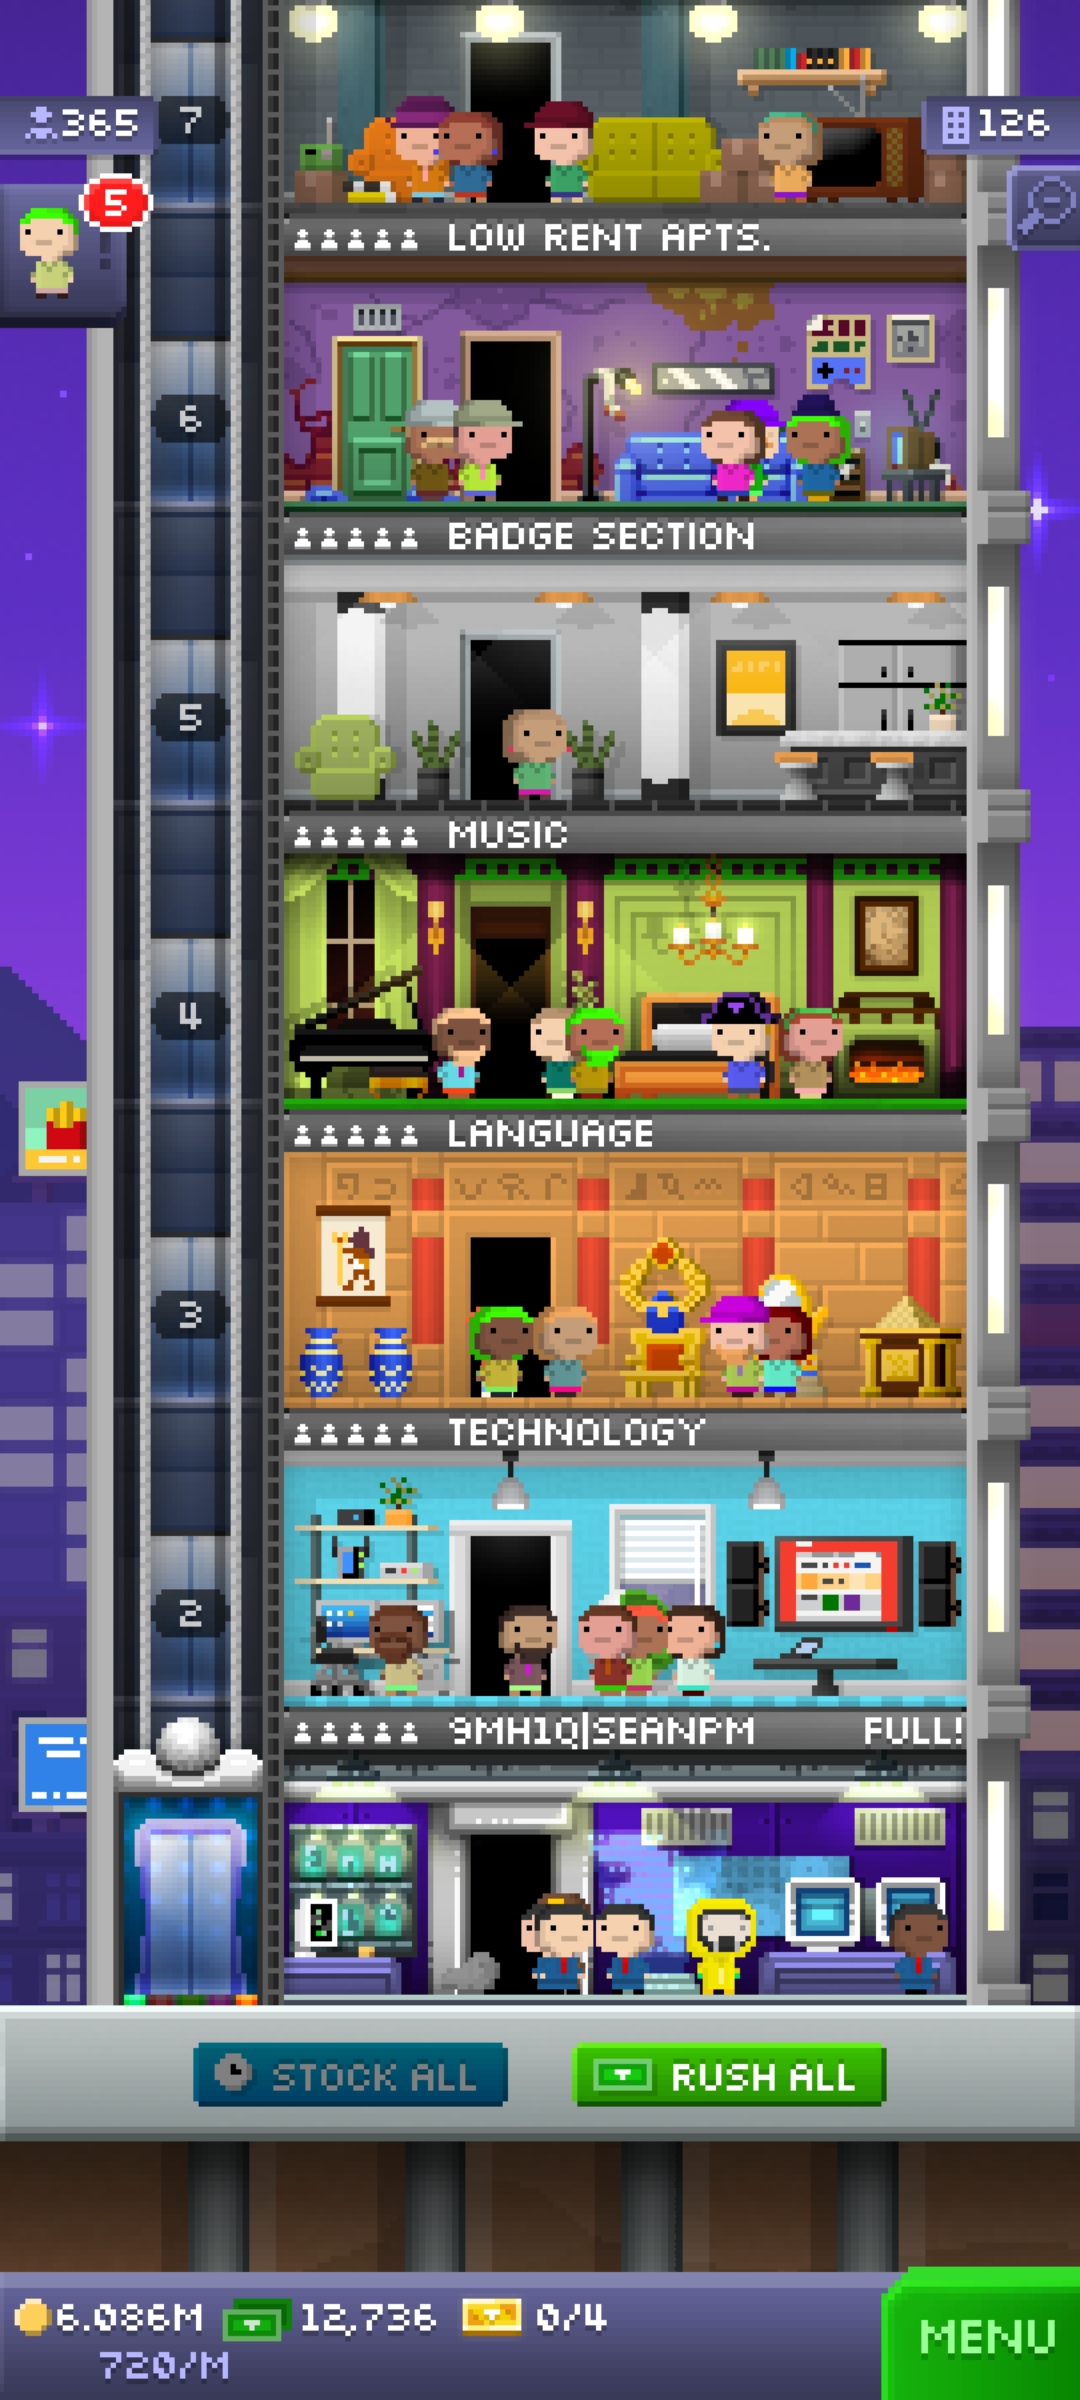 7
365
126
5
LOW RENT APTS.
6
BADGE SECTION
5
MUSIC
4
LANGUAGE
3
TECHNOLOGY
2
9MH1Q|SEANPM FULL!
STOCK ALL
RUSH ALL
6.086M 12,736 0/4
720/M
MENU